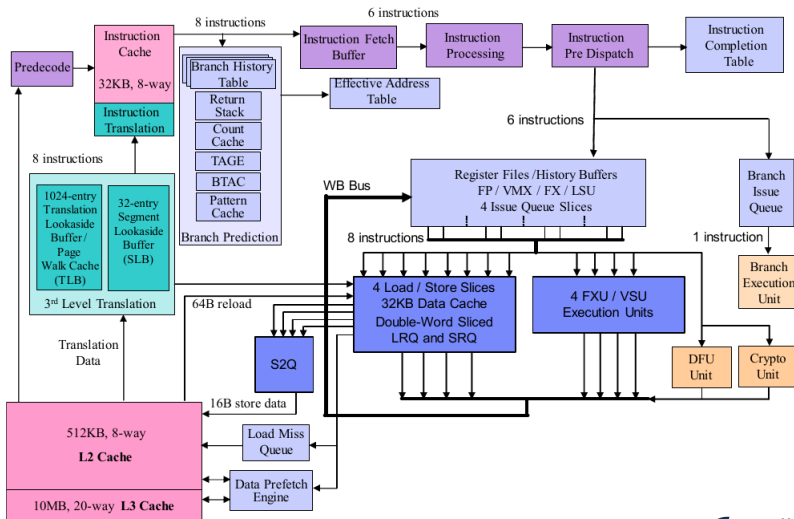 8 instructions
6 instructions
Instruction
Cache
32KB, 8-way
Instruction
Translation
Predecode
Instruction Fetch
Buffer
Instruction
Processing
Instruction
Pre Dispatch
Instruction
Completion
Table
Branch History
Table
Return
Stack
Count
Cache
TAGE
BTAC
Pattern
Cache
Branch Prediction
Effective Address
Table
8 instructions
1024-entry
Translation
Lookaside
Buffer /
Page
Walk Cache
(TLB)
32-entry
Segment
Lookaside
Buffer
(SLB)
3rd Level Translation
6 instructions
WB Bus
Register Files /History Buffers
FP / VMX / FX / LSU
4 Issue Queue Slices
Branch
Issue
Queue
8 instructions
1 instruction
Branch
Execution
Unit
64B reload
4 Load / Store Slices
32KB Data Cache
Double-Word Sliced
LRQ and SRQ
4 FXU / VSU
Execution Units
Translation
Data
S2Q
DFU
Unit
Crypto
Unit
16B store data
512KB, 8-way
L2 Cache
Load Miss
Queue
Data Prefetch
Engine
10MB, 20-way L3 Cache